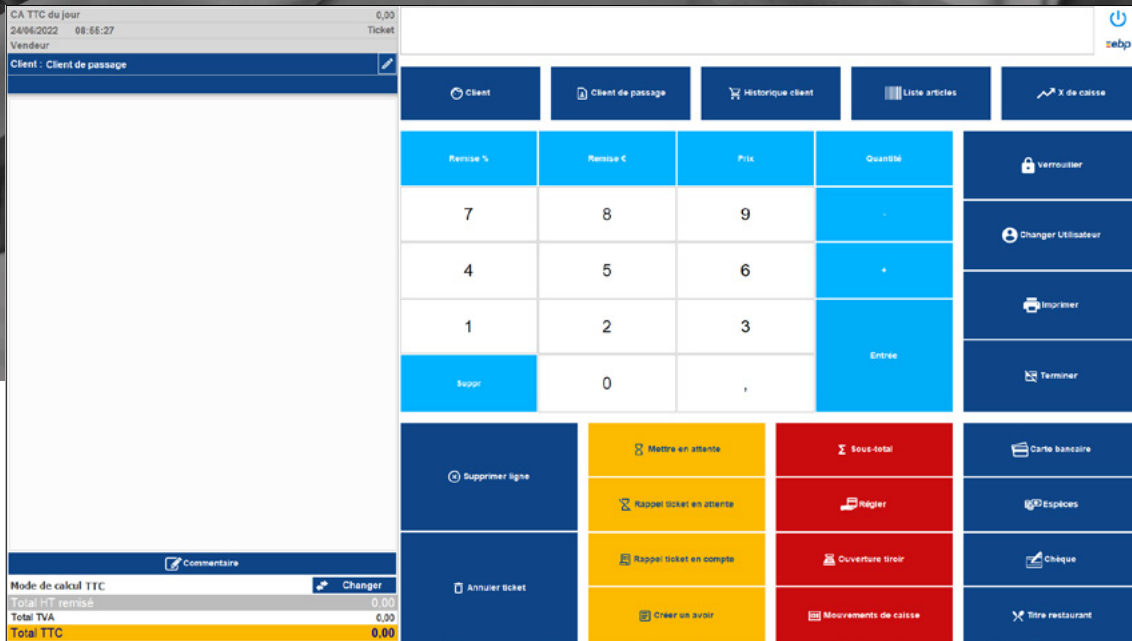 CA TTC du jour 0,00
24/06/2022 08:55:27 Ticket
Vendeur
Client : Client de passage
Commentaire
Mode de calcul TTC Changer
Total HT remisé 0,00
Total TVA 0,00
Total TTC 0,00
ebp
Client Client de passage Historique client Liste articles X de caisse
Remise % Remise € Prix Quantité
7 8 9 -
4 5 6 +
1 2 3
Entrée
Suppr 0 ,
Verrouiller
Changer Utilisateur
Imprimer
Terminer
Supprimer ligne
Annuler ticket
Mettre en attente
Rappel ticket en attente
Rappel ticket en compte
Créer un avoir
Sous-total
Régler
Ouverture tiroir
Mouvements de caisse
Carte bancaire
Espèces
Chèque
Titre restaurant